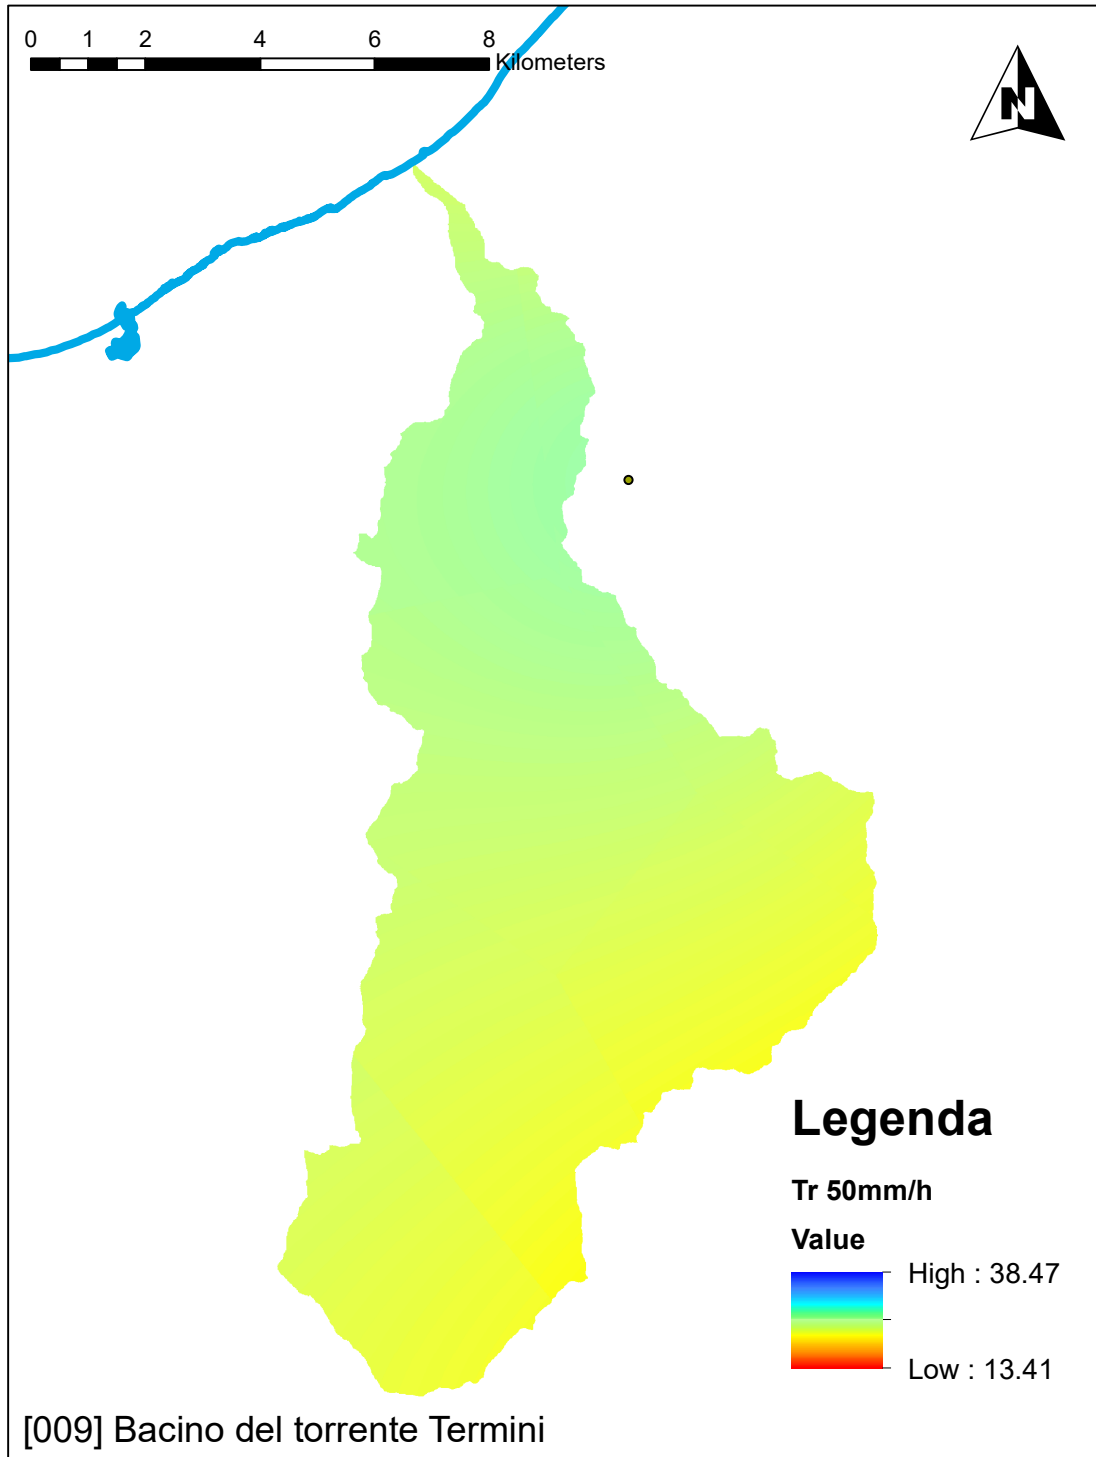 0 1 2 4 6 8
Kilometers
N
Legenda
Tr 50mm/h
Value
High : 38.47
Low : 13.41
[009] Bacino del torrente Termini